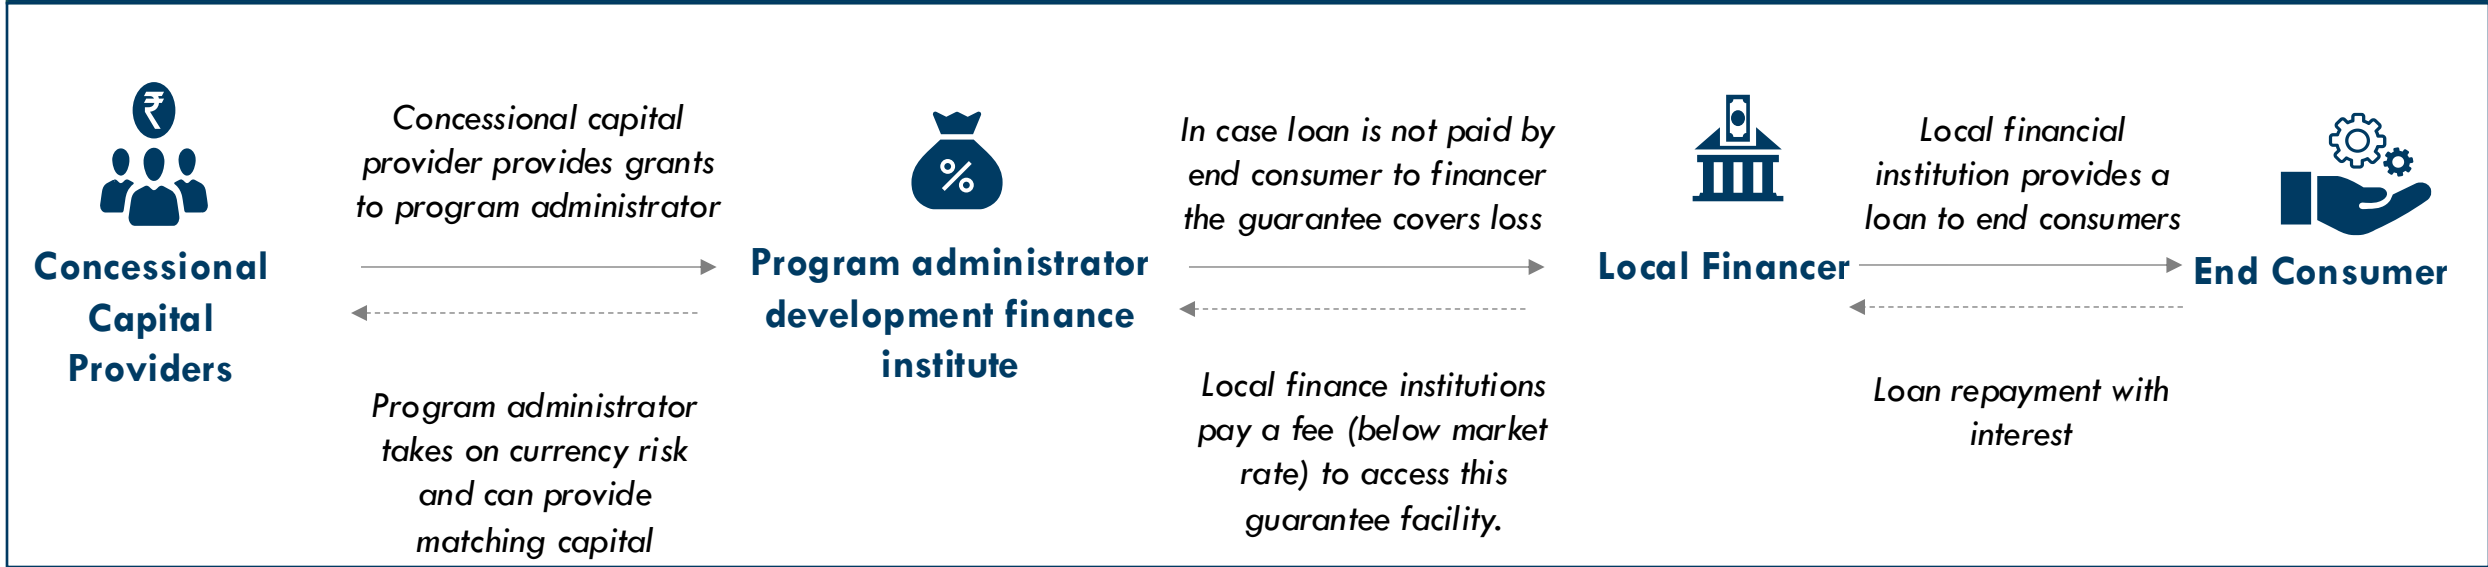 ₹
Concessional
Capital
Providers
Concessional capital
provider provides grants
to program administrator
Program administrator
takes on currency risk
and can provide
matching capital
%
Program administrator
development finance
institute
In case loan is not paid by
end consumer to financer
the guarantee covers loss
Local finance institutions
pay a fee (below market
rate) to access this
guarantee facility.
Local Financer
Local financial
institution provides a
loan to end consumers
Loan repayment with
interest
End Consumer